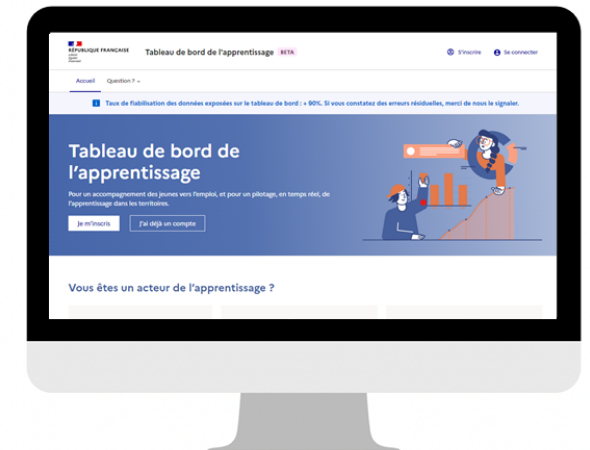 RÉPUBLIQUE FRANÇAISE
Tableau de bord de l'apprentissage BETA
S'inscrire
Se connecter
Accueil
Question ?
Taux de fiabilisation des données exposées sur le tableau de bord : + 90%. Si vous constatez des erreurs résiduelles, merci de nous le signaler.
Tableau de bord de
l'apprentissage
Pour un accompagnement des jeunes vers l'emploi, et pour un pilotage, en temps réel, de
l'apprentissage dans les territoires.
Je m'inscris
J'ai déjà un compte
Vous êtes un acteur de l'apprentissage ?